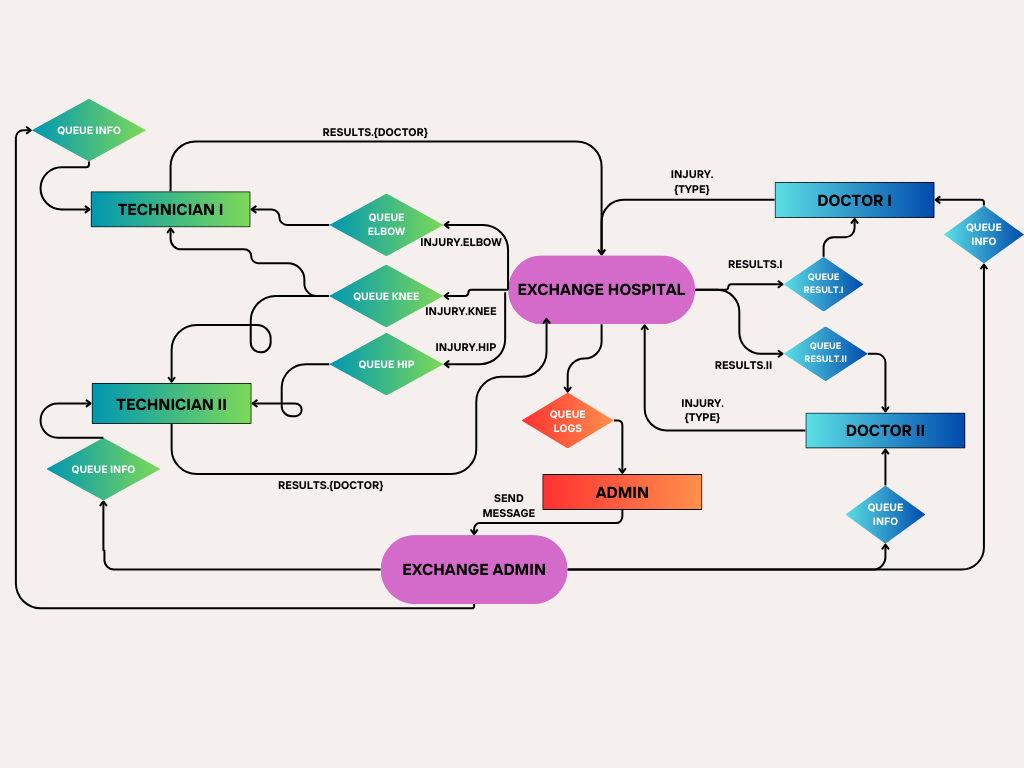 QUEUE INFO
RESULTS.{DOCTOR}
TECHNICIAN I
INJURY.
{TYPE}
DOCTOR I
QUEUE
INFO
QUEUE
ELBOW
INJURY.ELBOW
RESULTS.I
QUEUE
RESULT.I
EXCHANGE HOSPITAL
QUEUE KNEE
INJURY.KNEE
INJURY.HIP
QUEUE HIP
QUEUE
RESULT.II
RESULTS.II
TECHNICIAN II
QUEUE
LOGS
INJURY.
{TYPE}
DOCTOR II
QUEUE INFO
RESULTS.{DOCTOR}
ADMIN
SEND
MESSAGE
QUEUE
INFO
EXCHANGE ADMIN